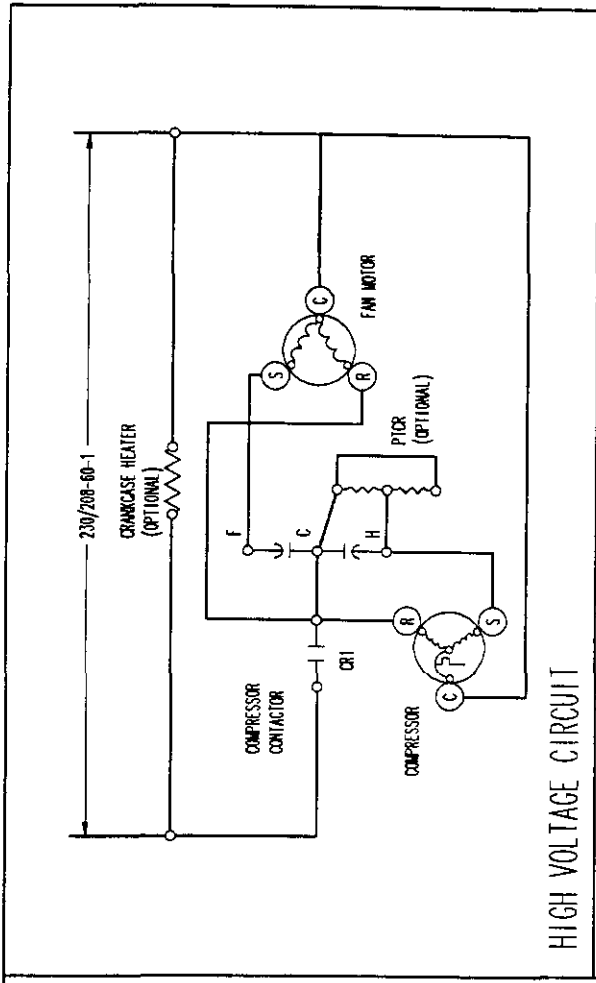 230/208-60-1
CRANKCASE HEATER
(OPTIONAL)
F
C
H
S
C
R
FAN MOTOR
PTCR
(OPTIONAL)
COMPRESSOR
CONTACTOR
CR1
R
S
C
COMPRESSOR
HIGH VOLTAGE CIRCUIT